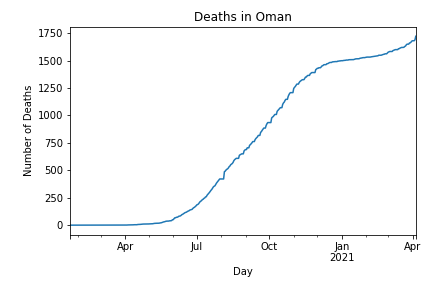 Deaths in Oman
Number of Deaths
1750
1500
1250
1000
750
500
250
0
Apr
Jul
Oct
Jan
2021
Apr
Day